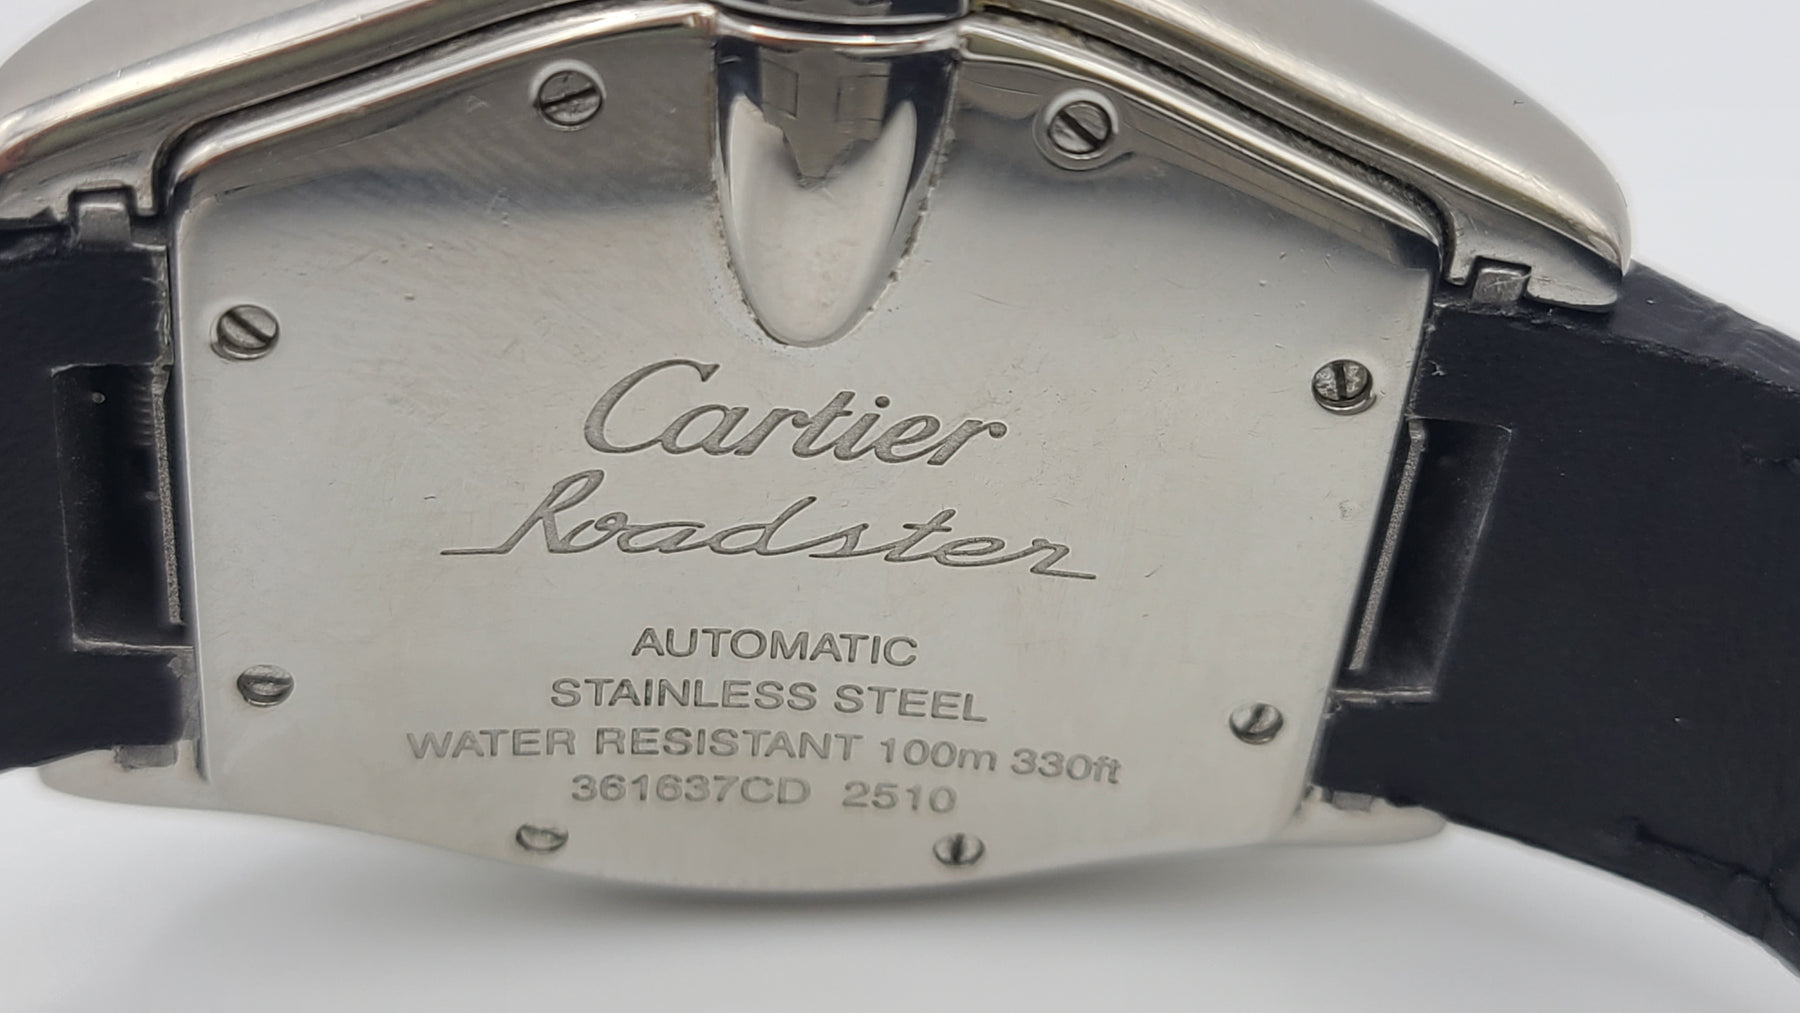 Cartier
Roadster
AUTOMATIC
STAINLESS STEEL
WATER RESISTANT 100m 330ft
361637CD 2510